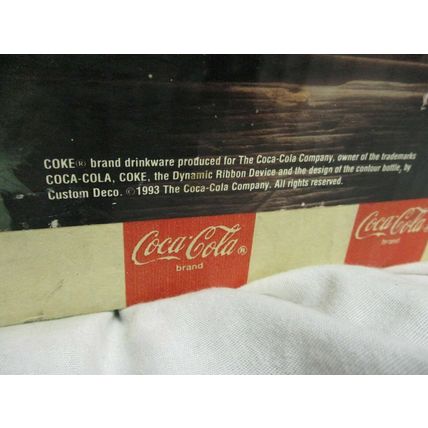 COKE® brand drinkware produced for The Coca-Cola Company, owner of the trademarks
COCA-COLA, COKE, the Dynamic Ribbon Device and the design of the contour bottle, by
Custom Deco. ©1993 The Coca-Cola Company. All rights reserved.
Coca-Cola®
brand
Coca-Cola
brand